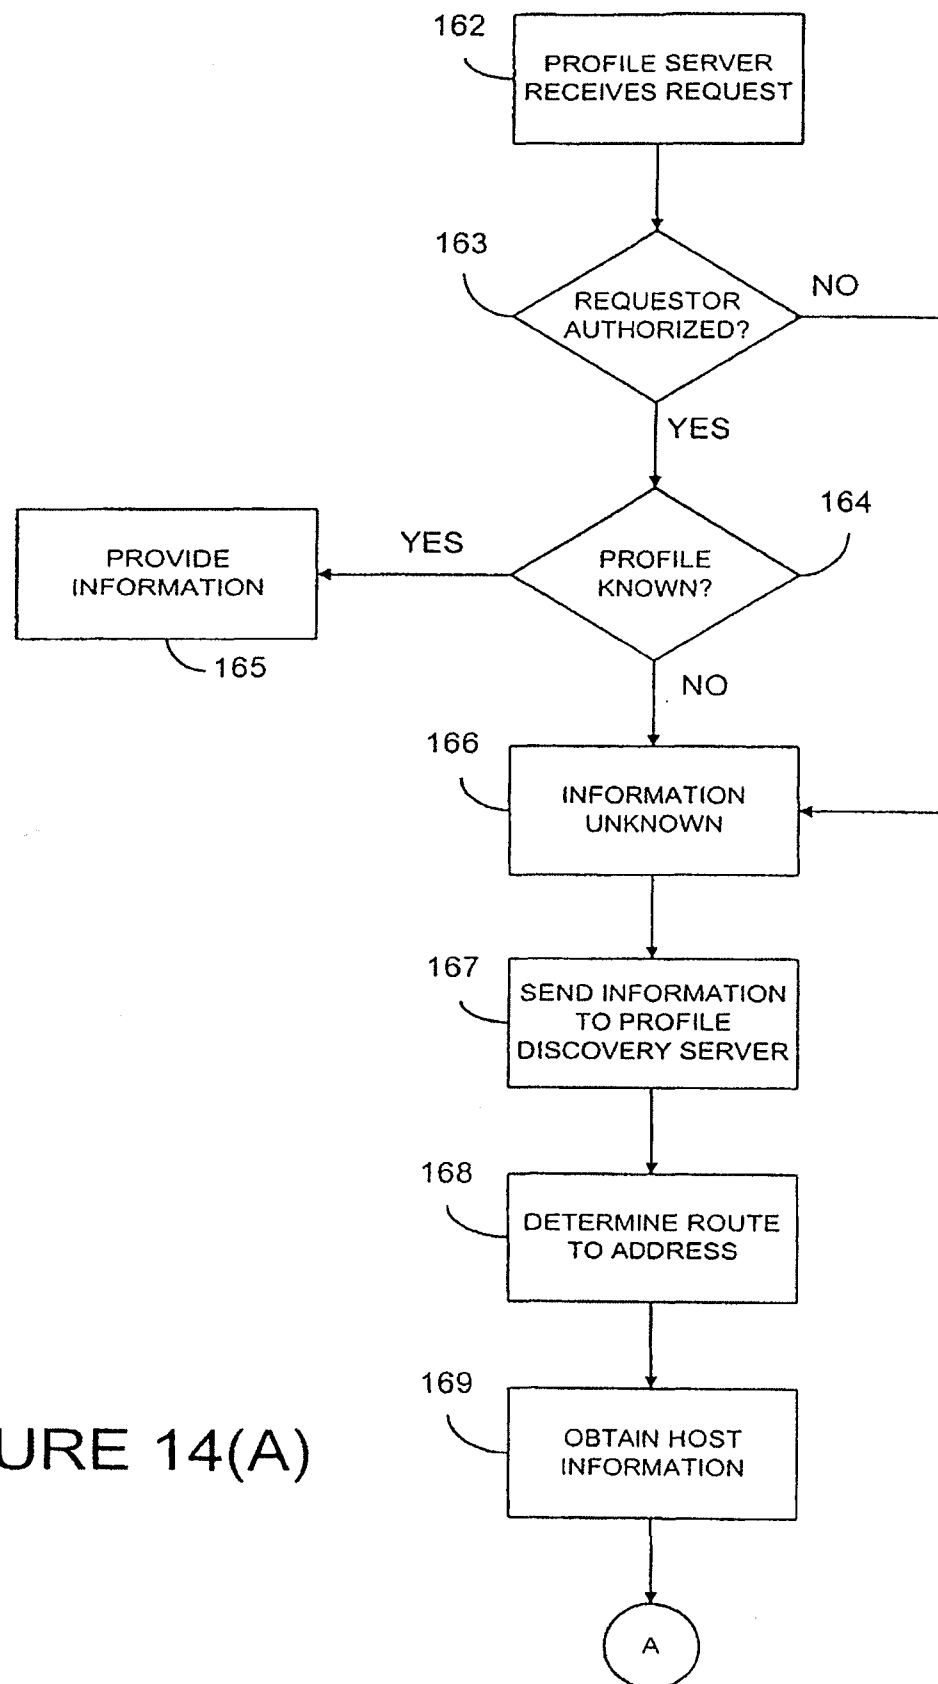 162
PROFILE SERVER
RECEIVES REQUEST
163
REQUESTOR
AUTHORIZED?
NO
YES
164
PROFILE
KNOWN?
YES
PROVIDE
INFORMATION
165
NO
166
INFORMATION
UNKNOWN
167
SEND INFORMATION
TO PROFILE
DISCOVERY SERVER
168
DETERMINE ROUTE
TO ADDRESS
169
OBTAIN HOST
INFORMATION
URE 14(A)
A